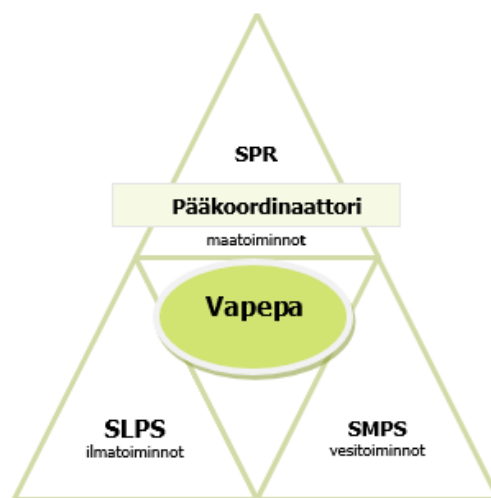 SPR
Pääkoordinaattori
maatoiminnot
Vapepa
SLPS
ilmatoiminnot
SMPS
vesitoiminnot